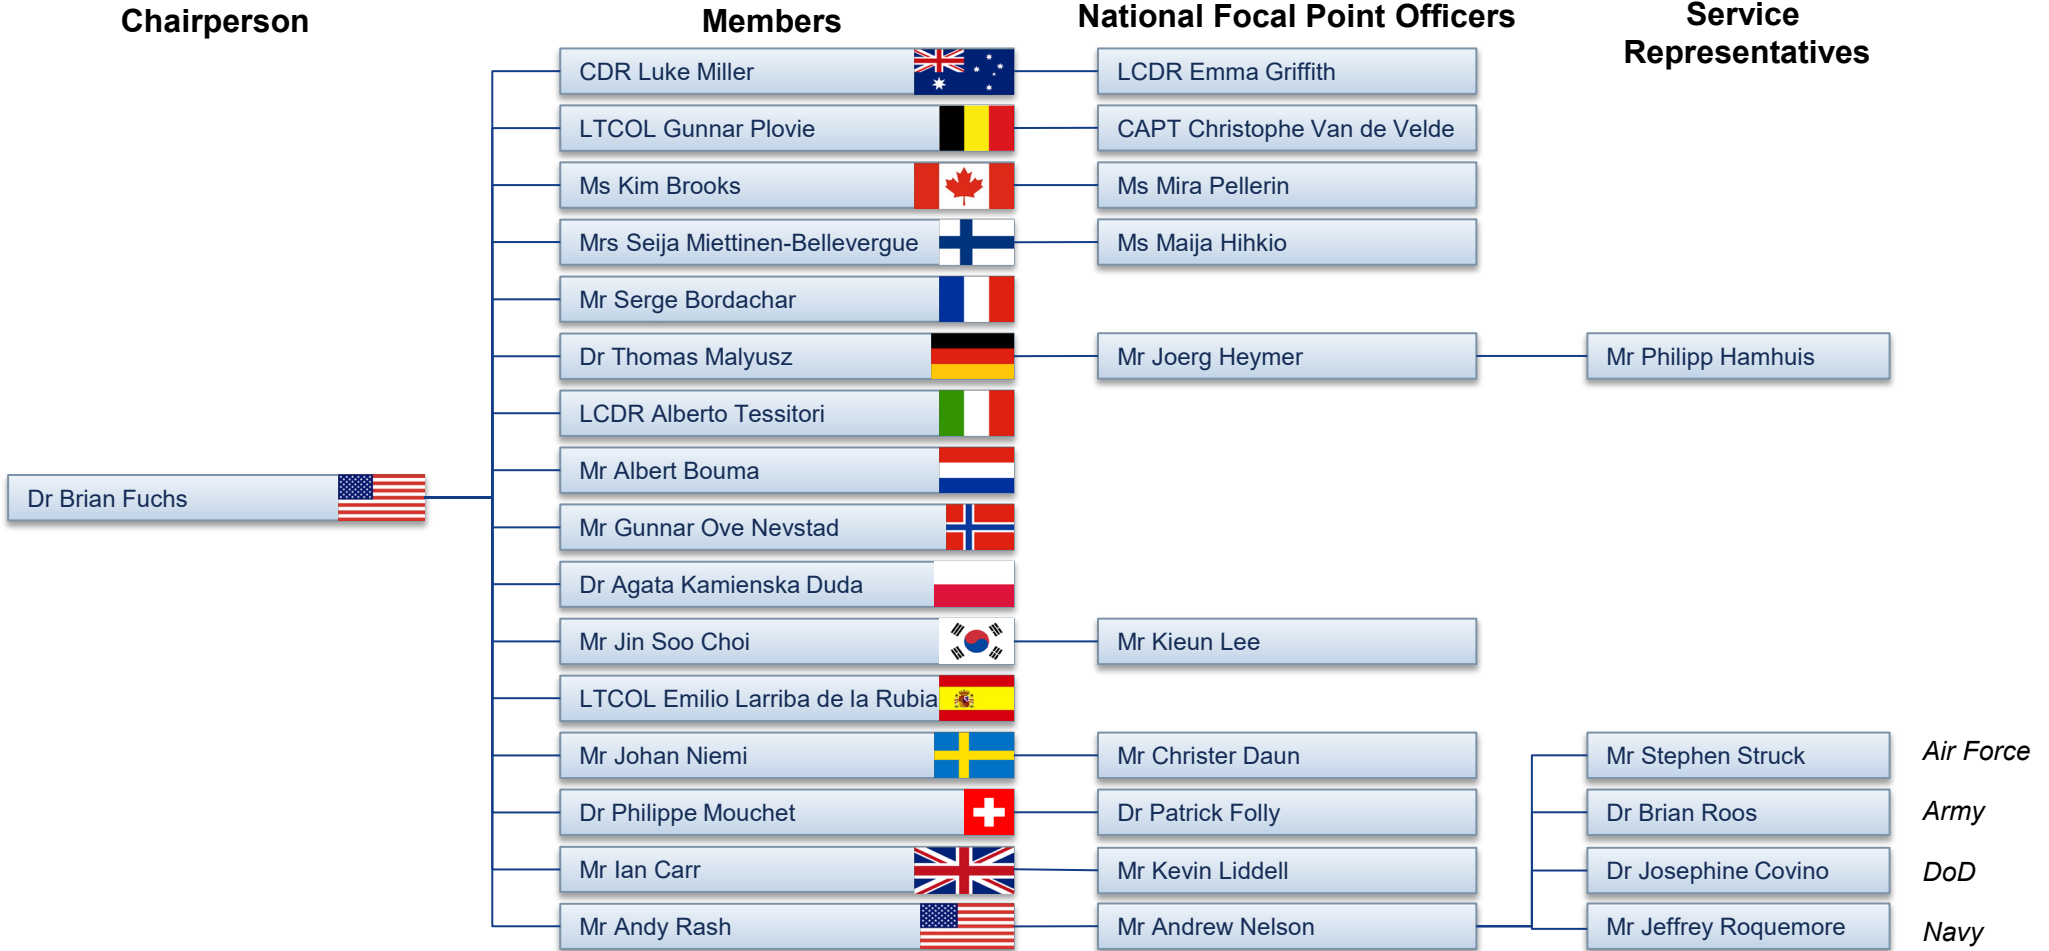 Chairperson
Members
National Focal Point Officers
Service
Representatives
CDR Luke Miller
LCDR Emma Griffith
LTCOL Gunnar Plovie
CAPT Christophe Van de Velde
Ms Kim Brooks
Ms Mira Pellerin
Mrs Seija Miettinen-Bellevergue
Ms Maija Hihkio
Mr Serge Bordachar
Dr Thomas Malyusz
Mr Joerg Heymer
Mr Philipp Hamhuis
LCDR Alberto Tessitori
Mr Albert Bouma
Dr Brian Fuchs
Mr Gunnar Ove Nevstad
Dr Agata Kamienska Duda
Mr Jin Soo Choi
Mr Kieun Lee
LTCOL Emilio Larriba de la Rubia
Mr Johan Niemi
Mr Christer Daun
Mr Stephen Struck
Air Force
Dr Philippe Mouchet
Dr Patrick Folly
Dr Brian Roos
Army
Mr Ian Carr
Mr Kevin Liddell
Dr Josephine Covino
DoD
Mr Andy Rash
Mr Andrew Nelson
Mr Jeffrey Roquemore
Navy